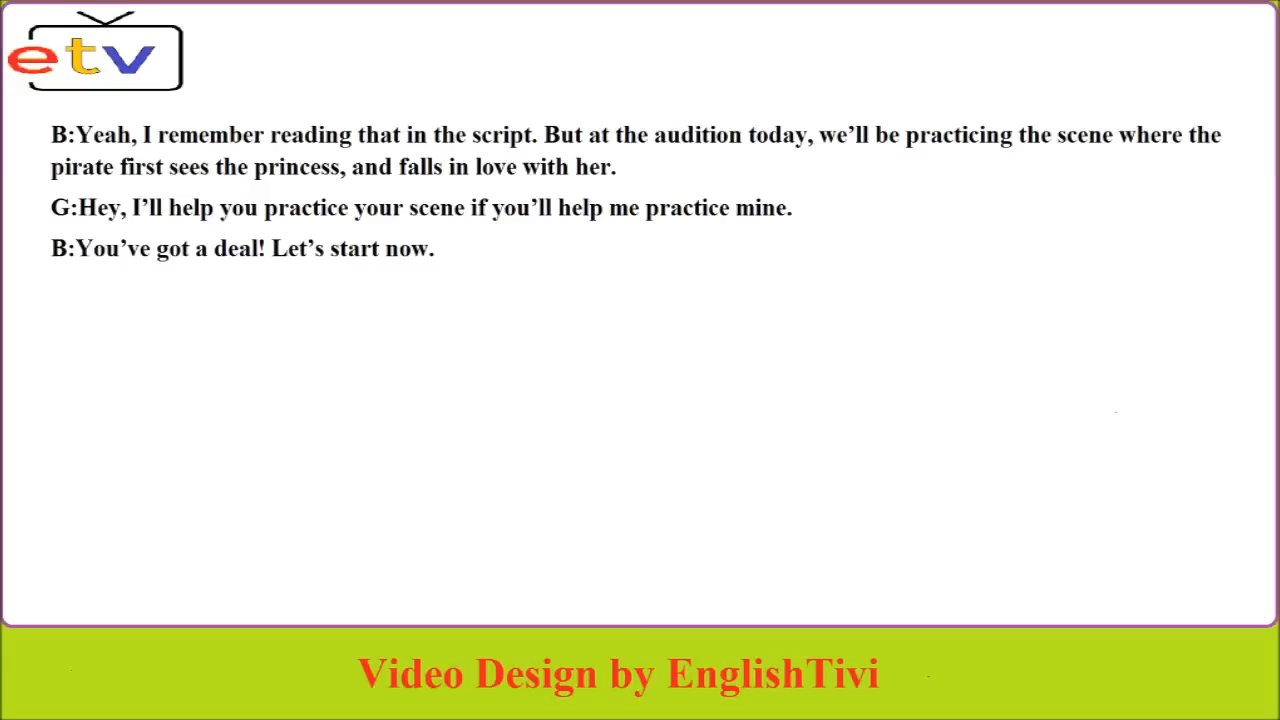 etv
B:Yeah, I remember reading that in the script. But at the audition today, we’ll be practicing the scene where the
pirate first sees the princess, and falls in love with her.
G:Hey, I’ll help you practice your scene if you’ll help me practice mine.
B:You’ve got a deal! Let’s start now.
Video Design by EnglishTivi